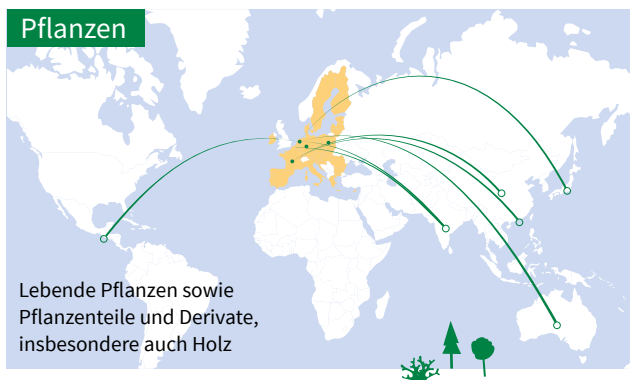 Pflanzen
Lebende Pflanzen sowie
Pflanzenteile und Derivate,
insbesondere auch Holz